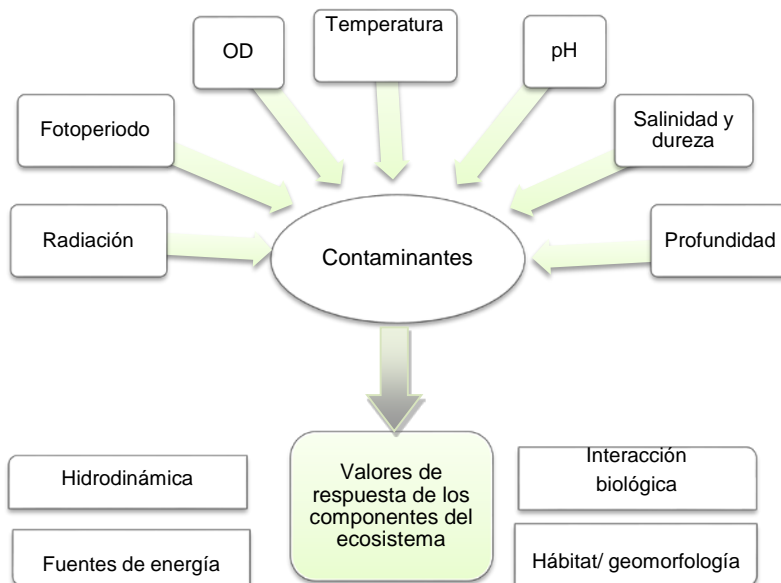 Temperatura
OD
pH
Fotoperiodo
Salinidad y
dureza
Radiación
Contaminantes
Profundidad
Hidrodinámica
Valores de
respuesta de los
componentes del
ecosistema
Interacción
biológica
Fuentes de energía
Hábitat/ geomorfología